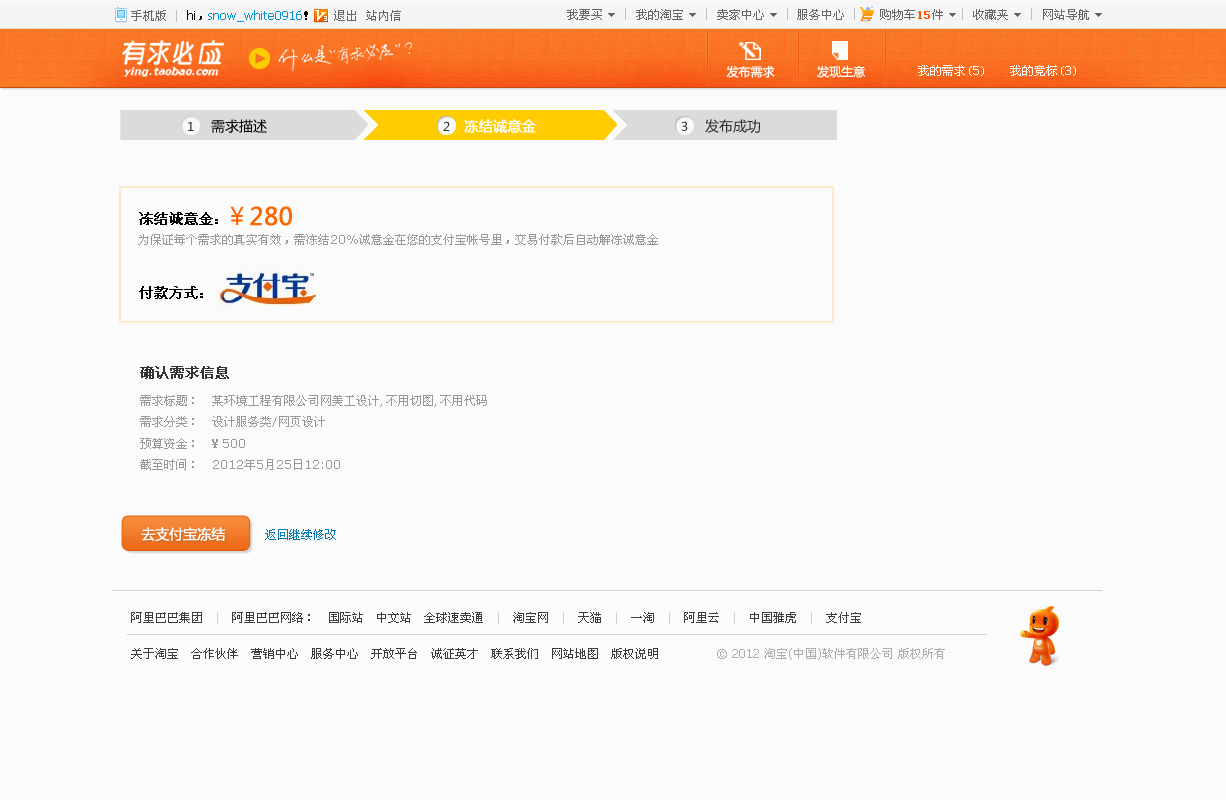 手机版 hi,snow_white0916! 退出 站内信 我要买 我的淘宝 卖家中心 服务中心 购物车15件 收藏夹 网站导航
有求必应
ying.taobao.com
什么是"有求必应"?
发布需求 发现生意 我的需求(5) 我的竞标(3)
1 需求描述 2 冻结诚意金 3 发布成功
冻结诚意金：¥280
为保证每个需求的真实有效，需冻结20%诚意金在您的支付宝帐号里，交易付款后自动解冻诚意金
付款方式： 支付宝™
确认需求信息
需求标题： 某环境工程有限公司网美工设计, 不用切图, 不用代码
需求分类： 设计服务类/网页设计
预算资金： ¥ 500
截至时间： 2012年5月25日12:00
去支付宝冻结 返回继续修改
阿里巴巴集团 阿里巴巴网络： 国际站 中文站 全球速卖通 淘宝网 天猫 一淘 阿里云 中国雅虎 支付宝
关于淘宝 合作伙伴 营销中心 服务中心 开放平台 诚征英才 联系我们 网站地图 版权说明 © 2012 淘宝(中国)软件有限公司 版权所有